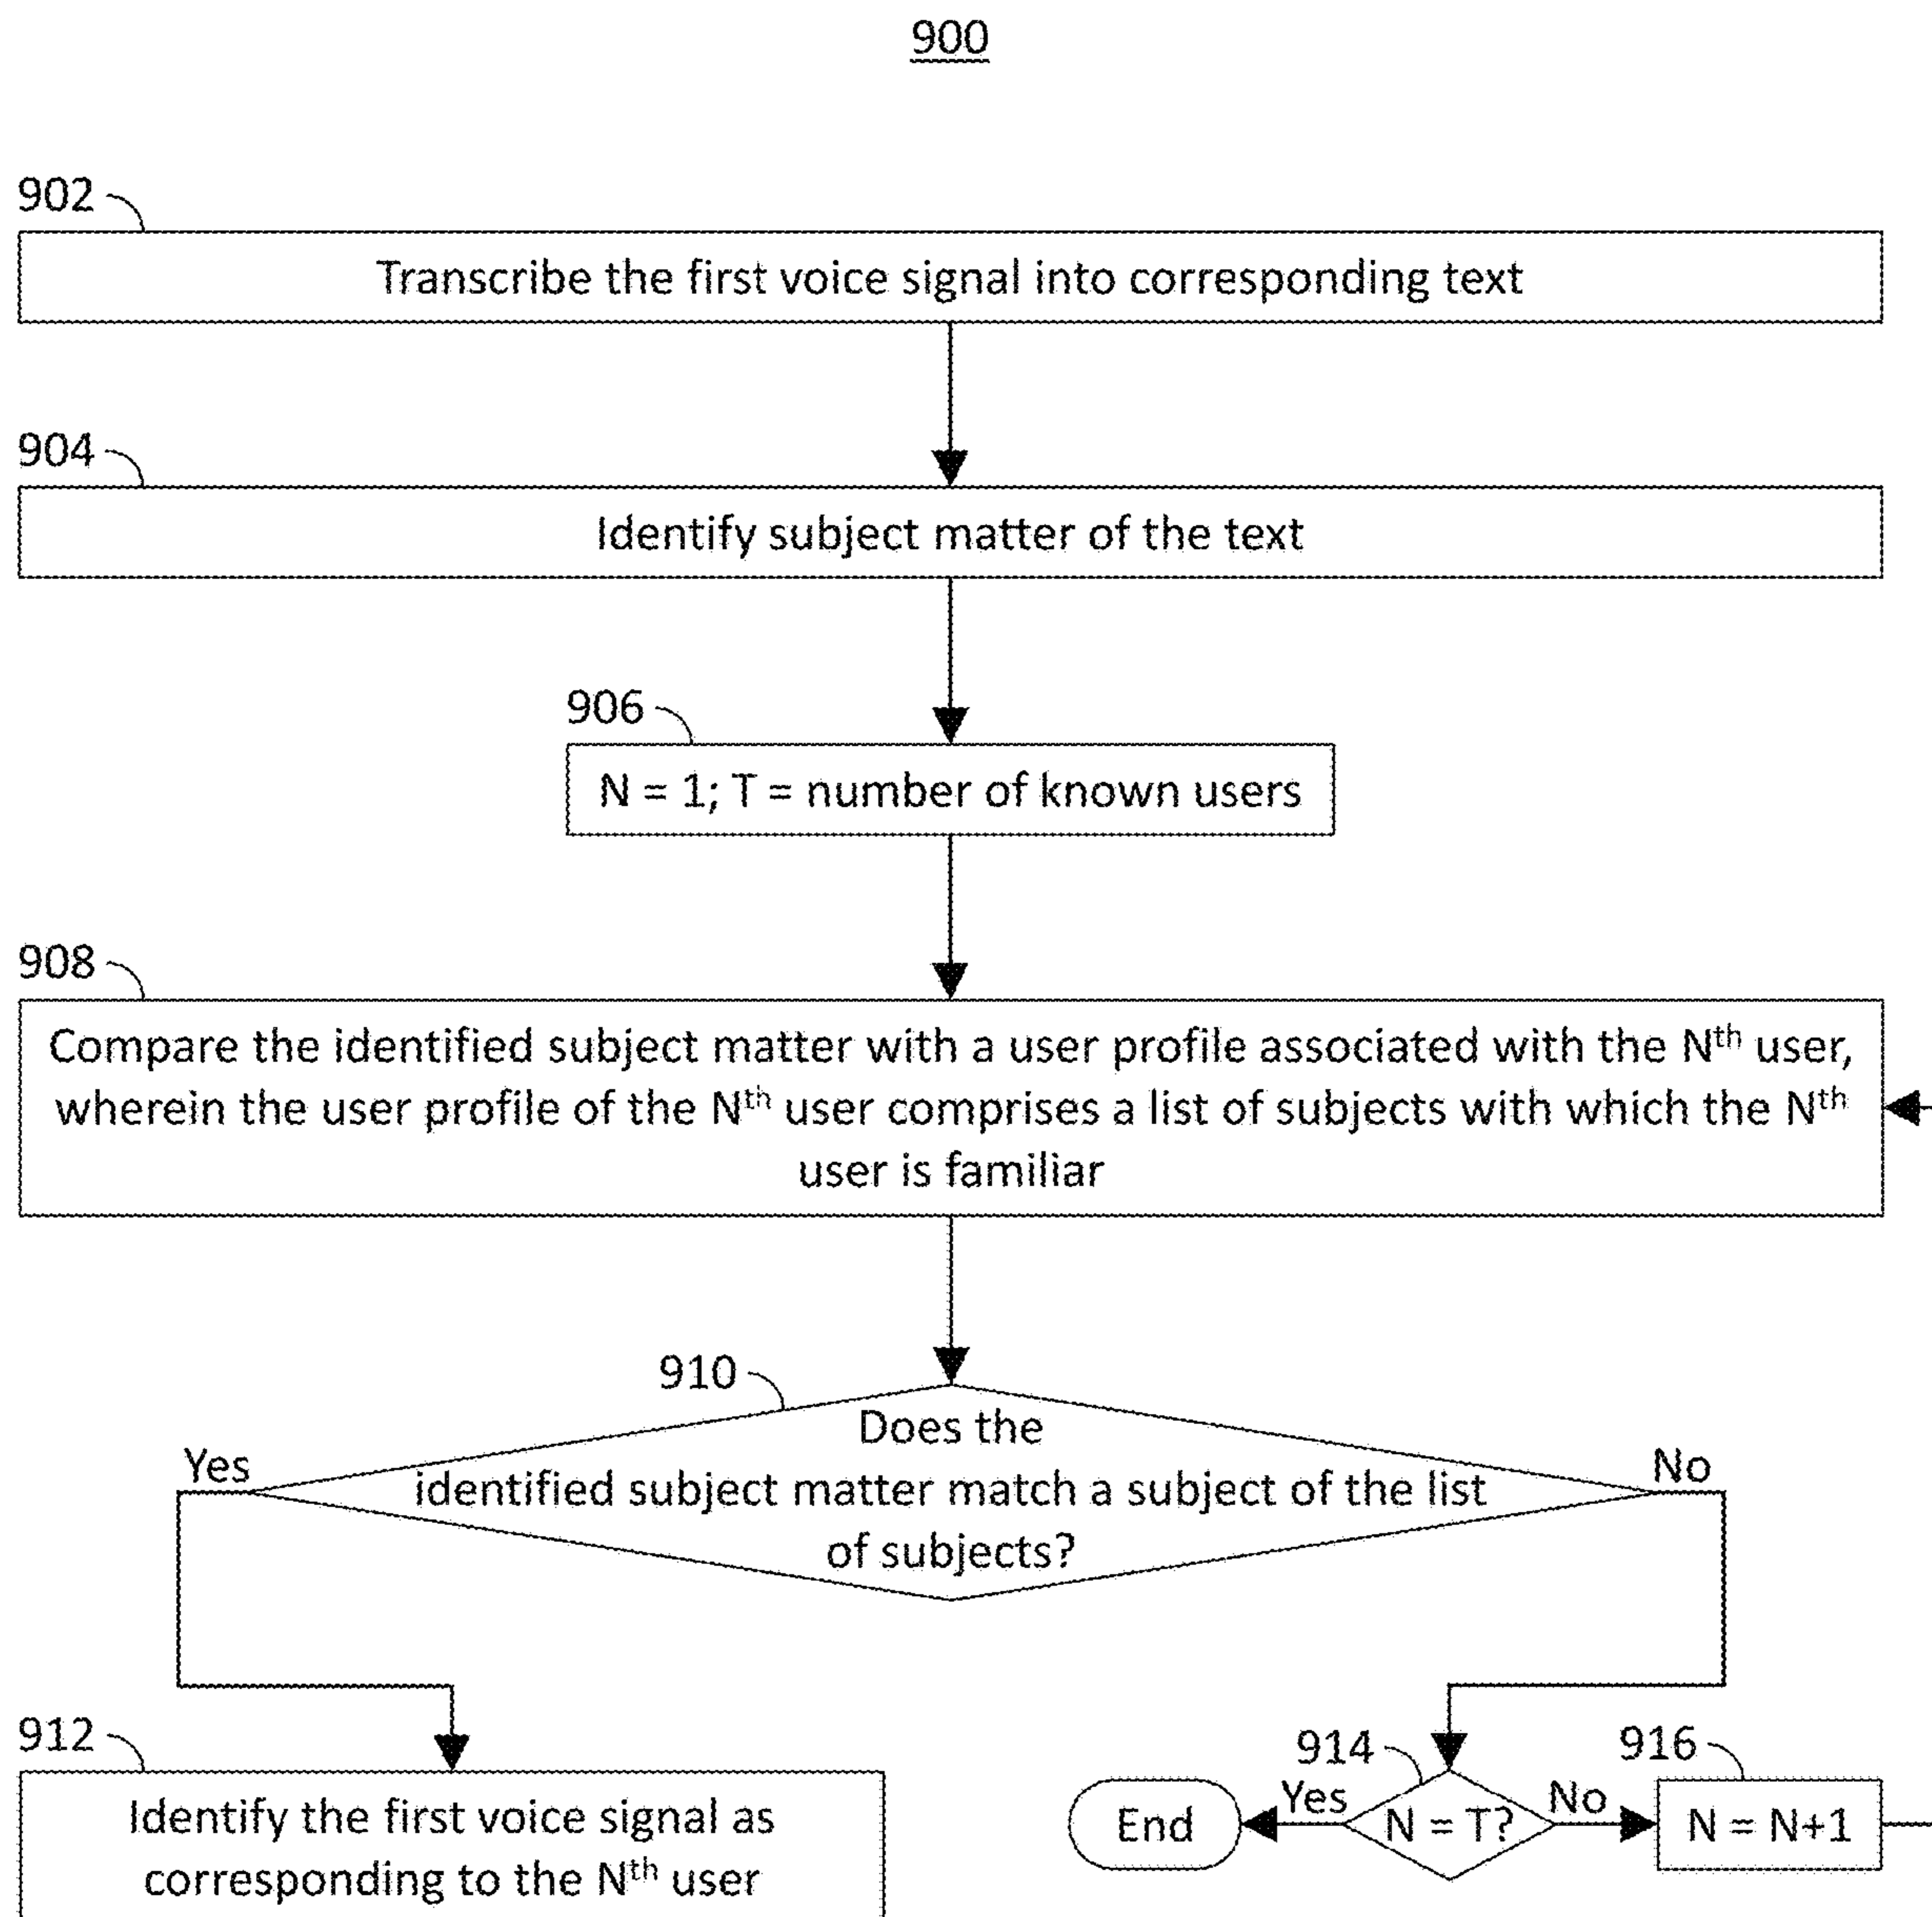 900
902
Transcribe the first voice signal into corresponding text
904
Identify subject matter of the text
906
N = 1; T = number of known users
908
Compare the identified subject matter with a user profile associated with the Nth user,
wherein the user profile of the Nth user comprises a list of subjects with which the Nth
user is familiar
910
Does the
identified subject matter match a subject of the list
of subjects?
Yes
No
912
Identify the first voice signal as
corresponding to the Nth user
914
N = T?
Yes
End
No
916
N = N+1